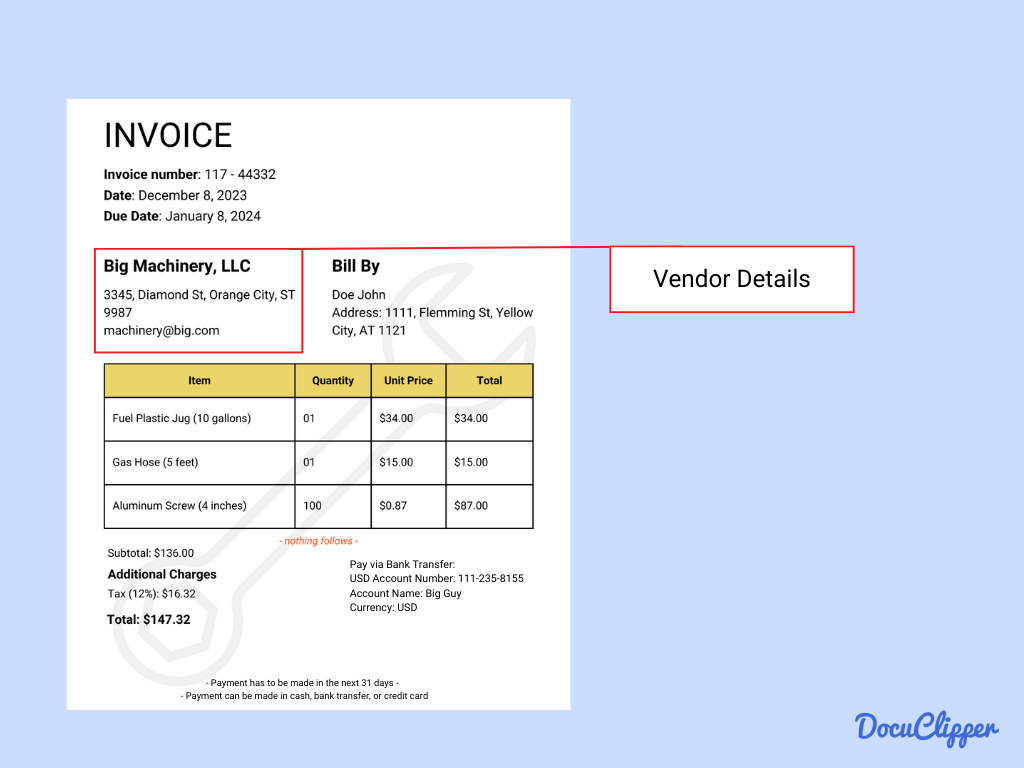 INVOICE
Invoice number: 117 - 44332
Date: December 8, 2023
Due Date: January 8, 2024
Big Machinery, LLC
3345, Diamond St, Orange City, ST
9987
machinery@big.com
Bill By
Doe John
Address: 1111, Flemming St, Yellow
City, AT 1121
Vendor Details
Item Quantity Unit Price Total
Fuel Plastic Jug (10 gallons) 01 $34.00 $34.00
Gas Hose (5 feet) 01 $15.00 $15.00
Aluminum Screw (4 inches) 100 $0.87 $87.00
- nothing follows -
Subtotal: $136.00
Additional Charges
Tax (12%): $16.32
Total: $147.32
Pay via Bank Transfer:
USD Account Number: 111-235-8155
Account Name: Big Guy
Currency: USD
- Payment has to be made in the next 31 days -
- Payment can be made in cash, bank transfer, or credit card
DocuClipper